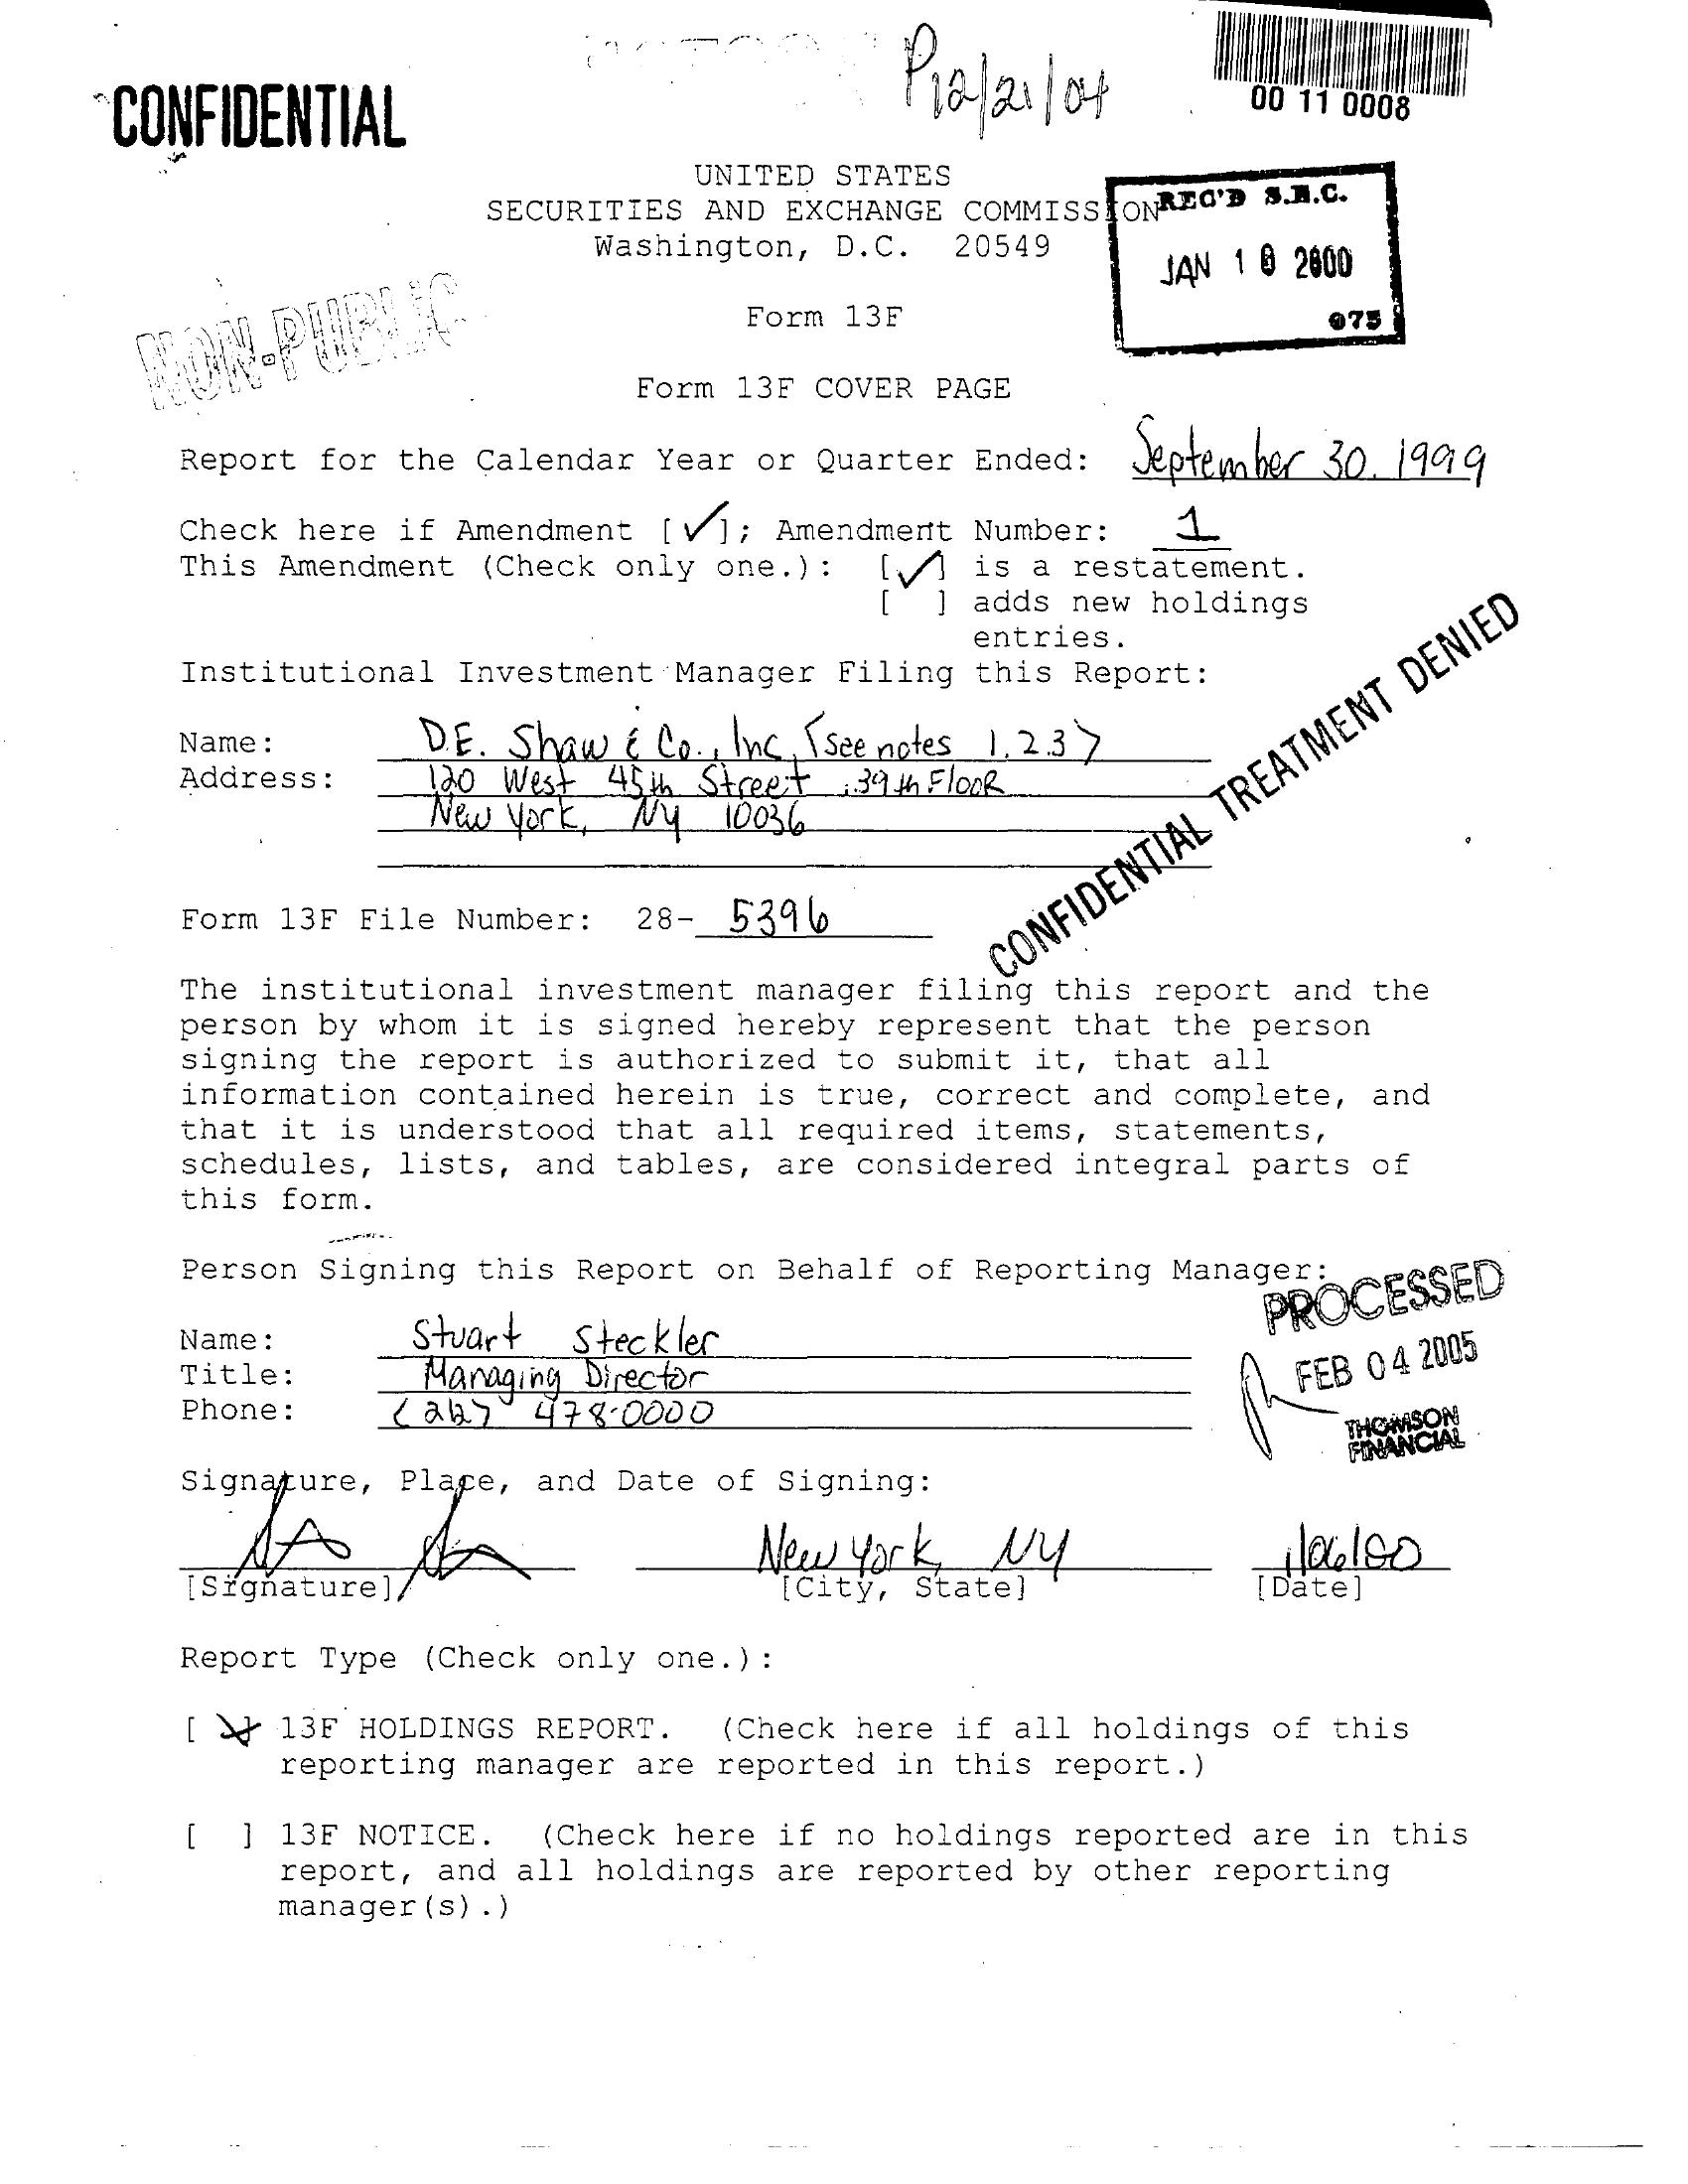 P12/21/04
00 11 0008
CONFIDENTIAL
UNITED STATES
SECURITIES AND EXCHANGE COMMISSION
Washington, D.C. 20549
REC'D S.E.C.
JAN 10 2000
075
NON-PUBLIC
Form 13F
Form 13F COVER PAGE
Report for the Calendar Year or Quarter Ended: September 30, 1999
Check here if Amendment [✓]; Amendment Number: 1
This Amendment (Check only one.): [✓] is a restatement.
[ ] adds new holdings
entries.
Institutional Investment Manager Filing this Report:
CONFIDENTIAL TREATMENT DENIED
Name: D.E. Shaw & Co., Inc. (see notes 1.2.3)
Address: 120 West 45th Street, 39th Floor
New York, NY 10036
Form 13F File Number: 28- 5396
The institutional investment manager filing this report and the
person by whom it is signed hereby represent that the person
signing the report is authorized to submit it, that all
information contained herein is true, correct and complete, and
that it is understood that all required items, statements,
schedules, lists, and tables, are considered integral parts of
this form.
Person Signing this Report on Behalf of Reporting Manager:
Name: Stuart Steckler
Title: Managing Director
Phone: (212) 478-0000
PROCESSED
FEB 04 2005
THOMSON
FINANCIAL
Signature, Place, and Date of Signing:
New York, NY 1/06/00
[Signature] [City, State] [Date]
Report Type (Check only one.):
[X] 13F HOLDINGS REPORT. (Check here if all holdings of this
reporting manager are reported in this report.)
[ ] 13F NOTICE. (Check here if no holdings reported are in this
report, and all holdings are reported by other reporting
manager(s).)